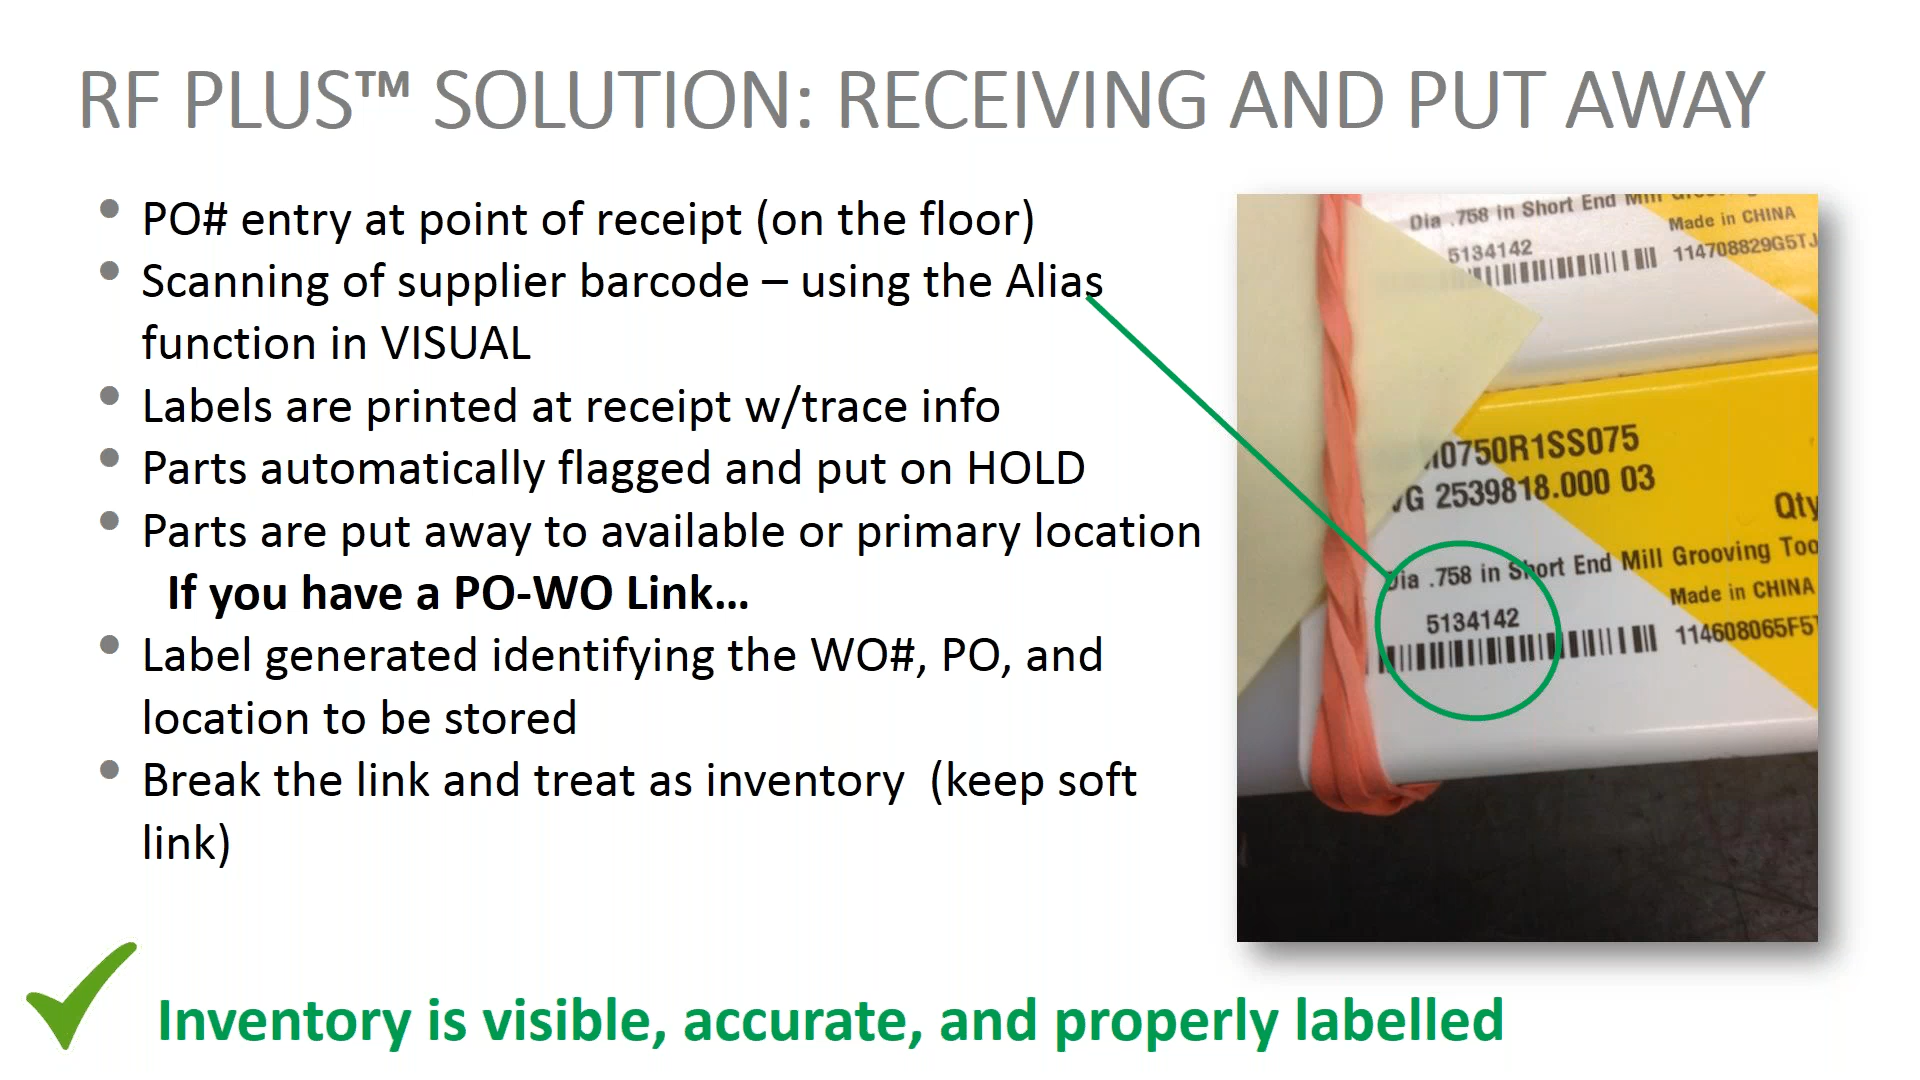 RF PLUS™ SOLUTION: RECEIVING AND PUT AWAY
• PO# entry at point of receipt (on the floor)
• Scanning of supplier barcode – using the Alias
function in VISUAL
• Labels are printed at receipt w/trace info
• Parts automatically flagged and put on HOLD
• Parts are put away to available or primary location
If you have a PO-WO Link...
• Label generated identifying the WO#, PO, and
location to be stored
• Break the link and treat as inventory (keep soft
link)
Inventory is visible, accurate, and properly labelled
Dia .758 in Short End Mill
Made in CHINA
5134142
114708829G5TJ
0750R1SS075
2539818.000 03
Qty
Dia .758 in Short End Mill Grooving
Made in CHINA
5134142
114608065F5